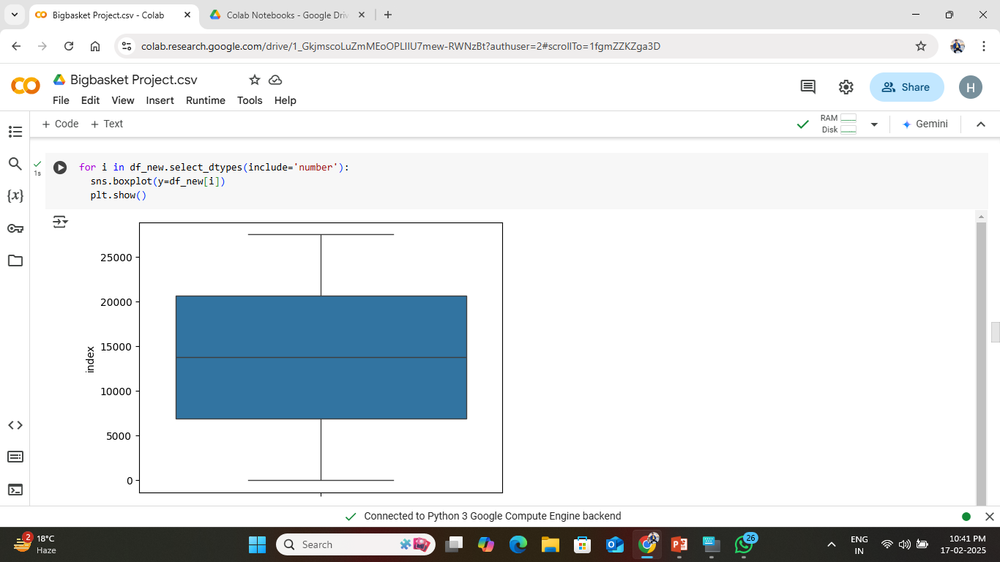 Bigbasket Project.csv - Colab
Colab Notebooks - Google Driv
colab.research.google.com/drive/1_GkjmscoLuZmMEoOPLIIU7mew-RWNzBt?authuser=2#scrollTo=1fgmZZKZga3D
Bigbasket Project.csv
File Edit View Insert Runtime Tools Help
Share
H
+ Code + Text
RAM
Disk
Gemini
1s
for i in df_new.select_dtypes(include='number'):
sns.boxplot(y=df_new[i])
plt.show()
{x}
25000
20000
15000
10000
5000
0
index
Connected to Python 3 Google Compute Engine backend
2
18°C
Haze
Search
26
ENG
IN
10:41 PM
17-02-2025